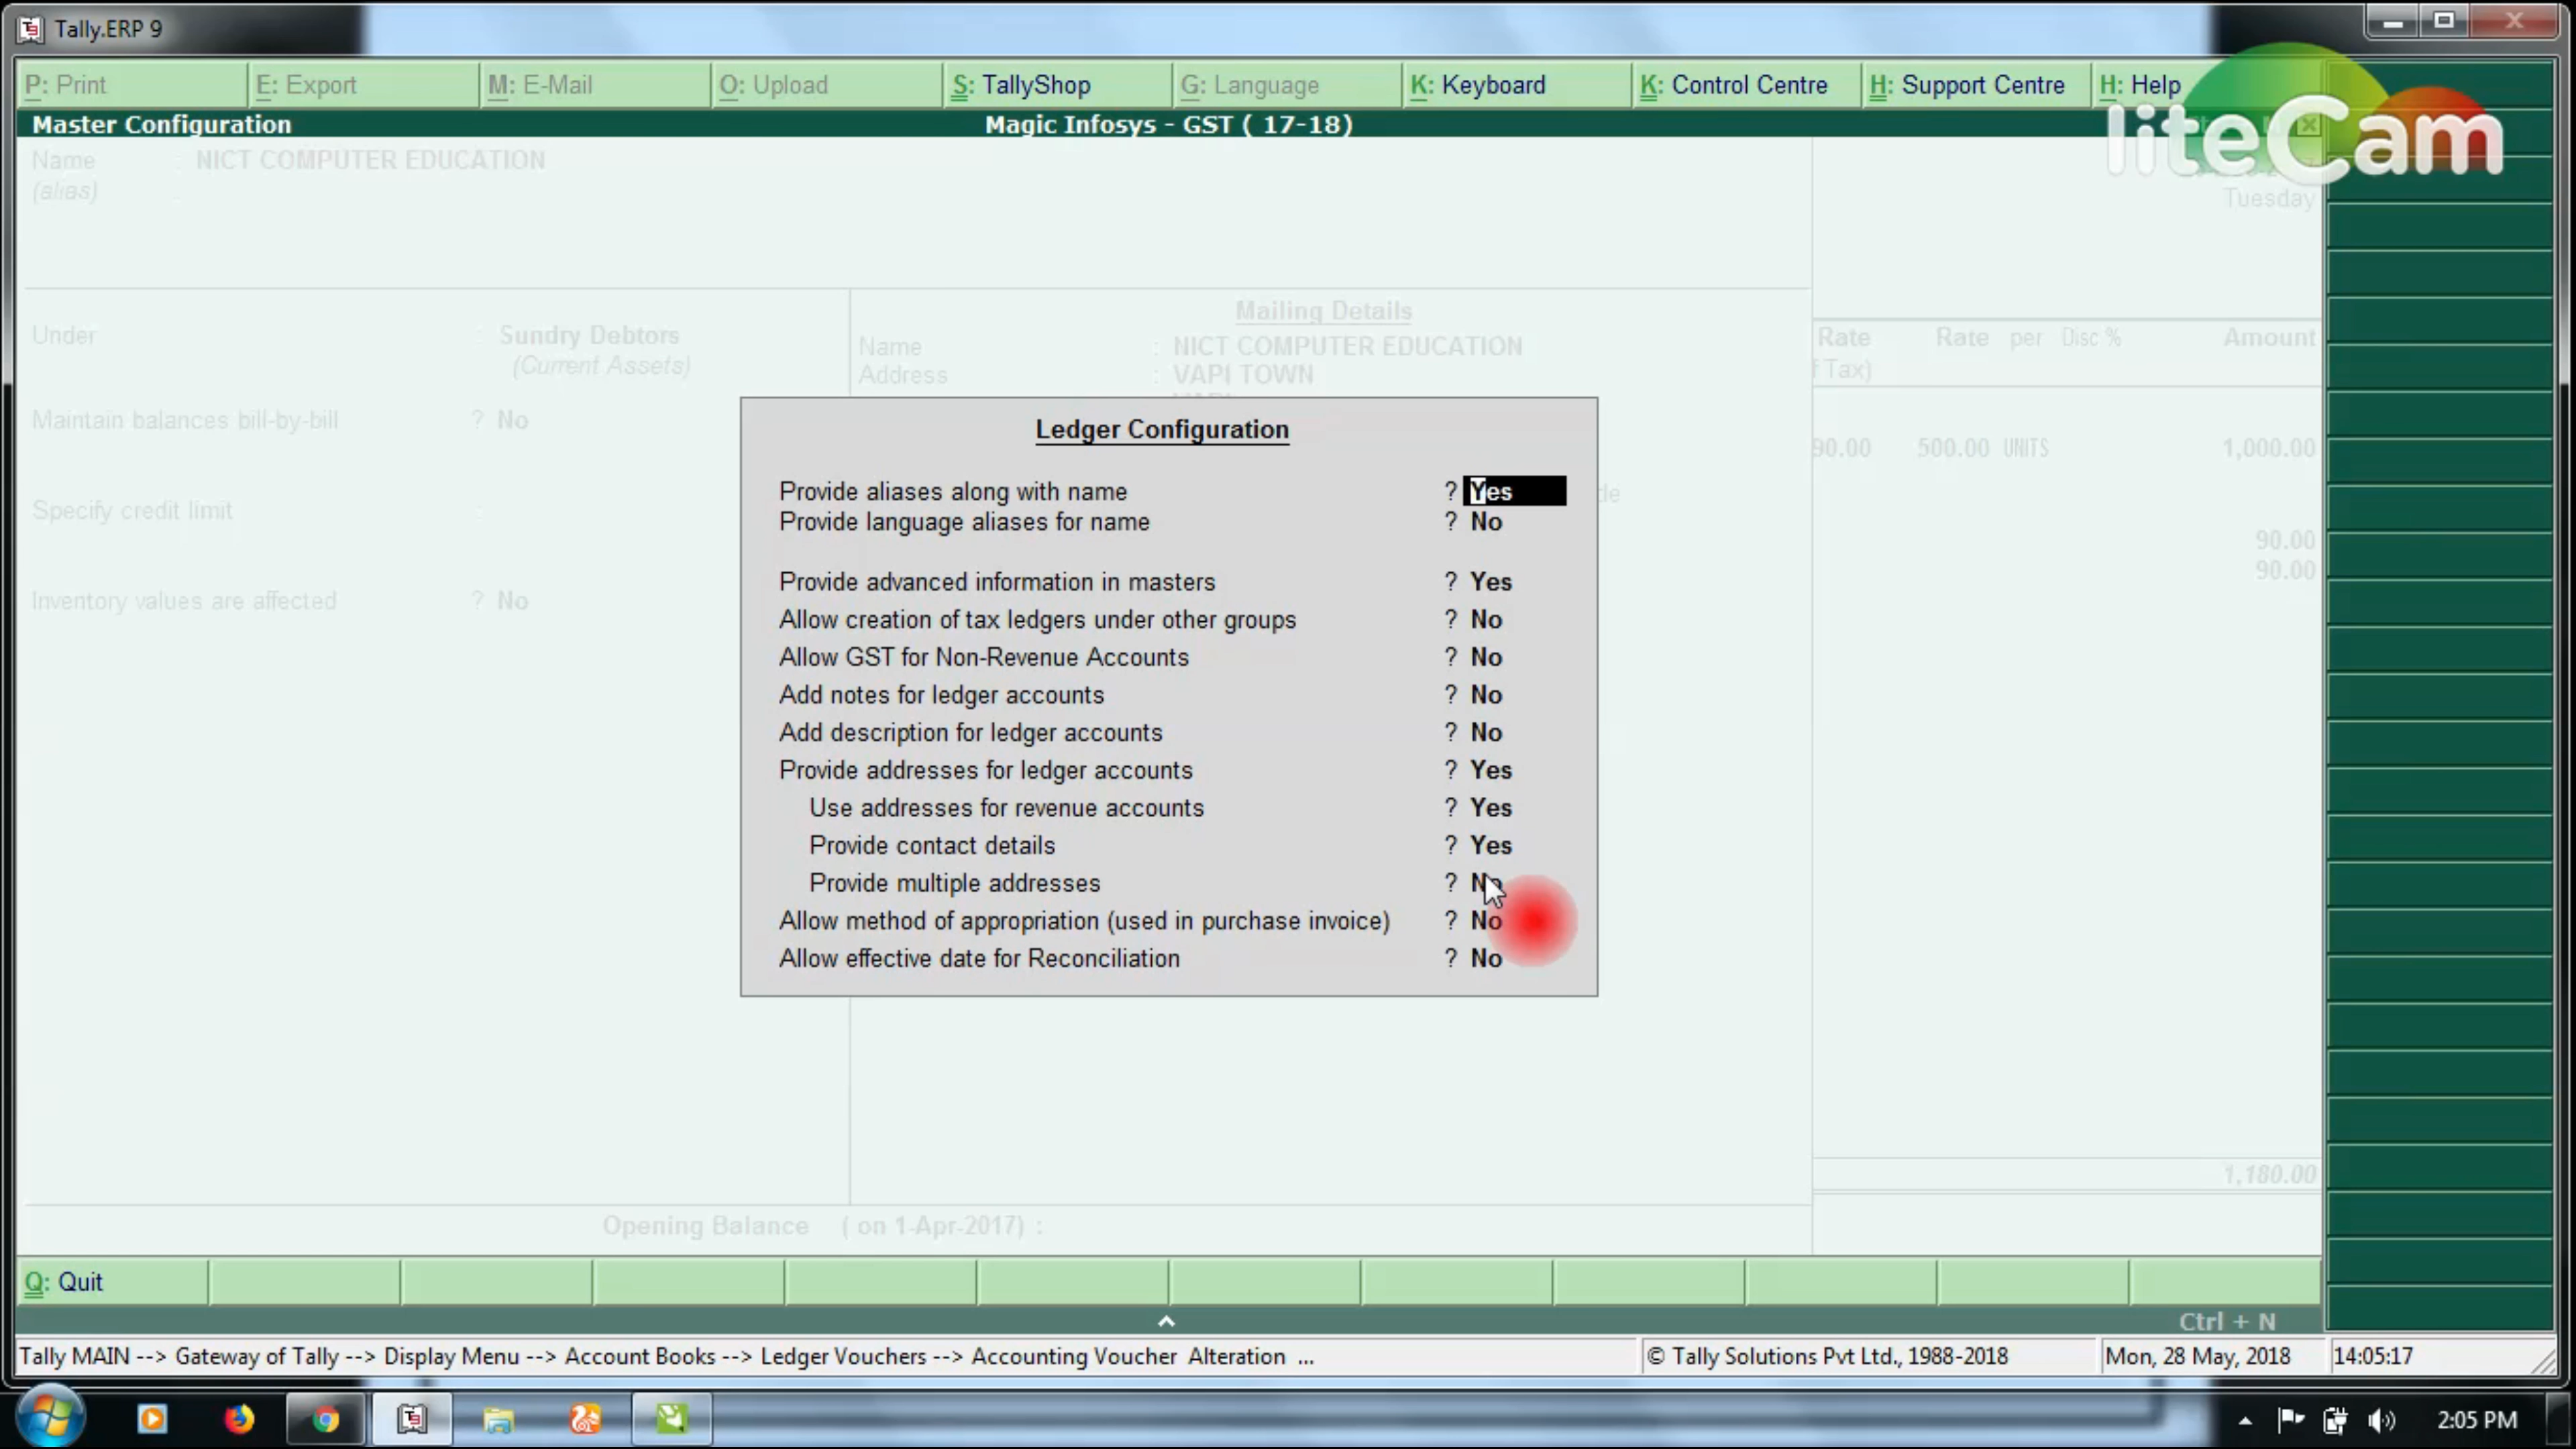 Tally.ERP 9
P: Print E: Export M: E-Mail O: Upload S: TallyShop G: Language K: Keyboard K: Control Centre H: Support Centre H: Help
liteCam
Master Configuration Magic Infosys - GST ( 17-18)
Name : NICT COMPUTER EDUCATION
(alias) :
Tuesday
Mailing Details
Under : Sundry Debtors
(Current Assets)
Name : NICT COMPUTER EDUCATION
Address : VAPI TOWN
Rate Rate per Disc % Amount
f Tax)
Maintain balances bill-by-bill ? No
Specify credit limit :
Inventory values are affected ? No
90.00 500.00 UNITS 1,000.00
90.00
90.00
Ledger Configuration
Provide aliases along with name ? Yes
Provide language aliases for name ? No
Provide advanced information in masters ? Yes
Allow creation of tax ledgers under other groups ? No
Allow GST for Non-Revenue Accounts ? No
Add notes for ledger accounts ? No
Add description for ledger accounts ? No
Provide addresses for ledger accounts ? Yes
Use addresses for revenue accounts ? Yes
Provide contact details ? Yes
Provide multiple addresses ? No
Allow method of appropriation (used in purchase invoice) ? No
Allow effective date for Reconciliation ? No
1,180.00
Opening Balance ( on 1-Apr-2017) :
Q: Quit
Ctrl + N
Tally MAIN --> Gateway of Tally --> Display Menu --> Account Books --> Ledger Vouchers --> Accounting Voucher Alteration ... © Tally Solutions Pvt Ltd., 1988-2018 Mon, 28 May, 2018 14:05:17
2:05 PM